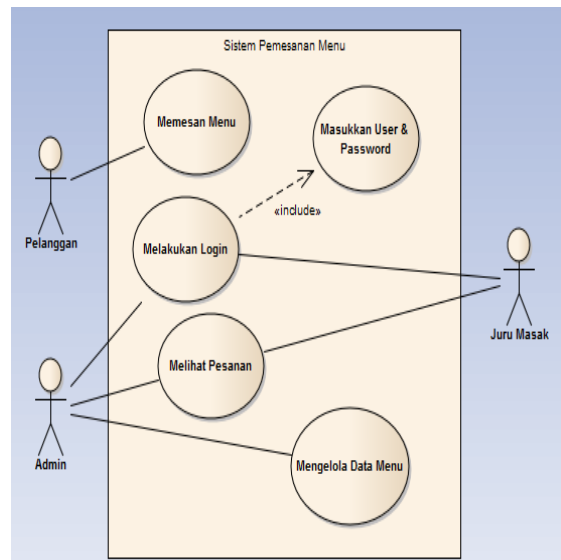 Sistem Pemesanan Menu
Memesan Menu
Masukkan User &
Password
Pelanggan
«include»
Melakukan Login
Juru Masak
Melihat Pesanan
Admin
Mengelola Data Menu